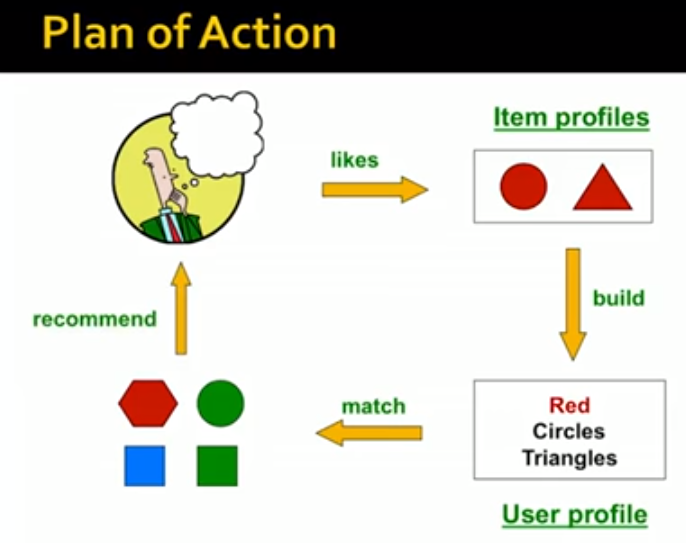 Plan of Action
Item profiles
likes
build
recommend
match
Red
Circles
Triangles
User profile